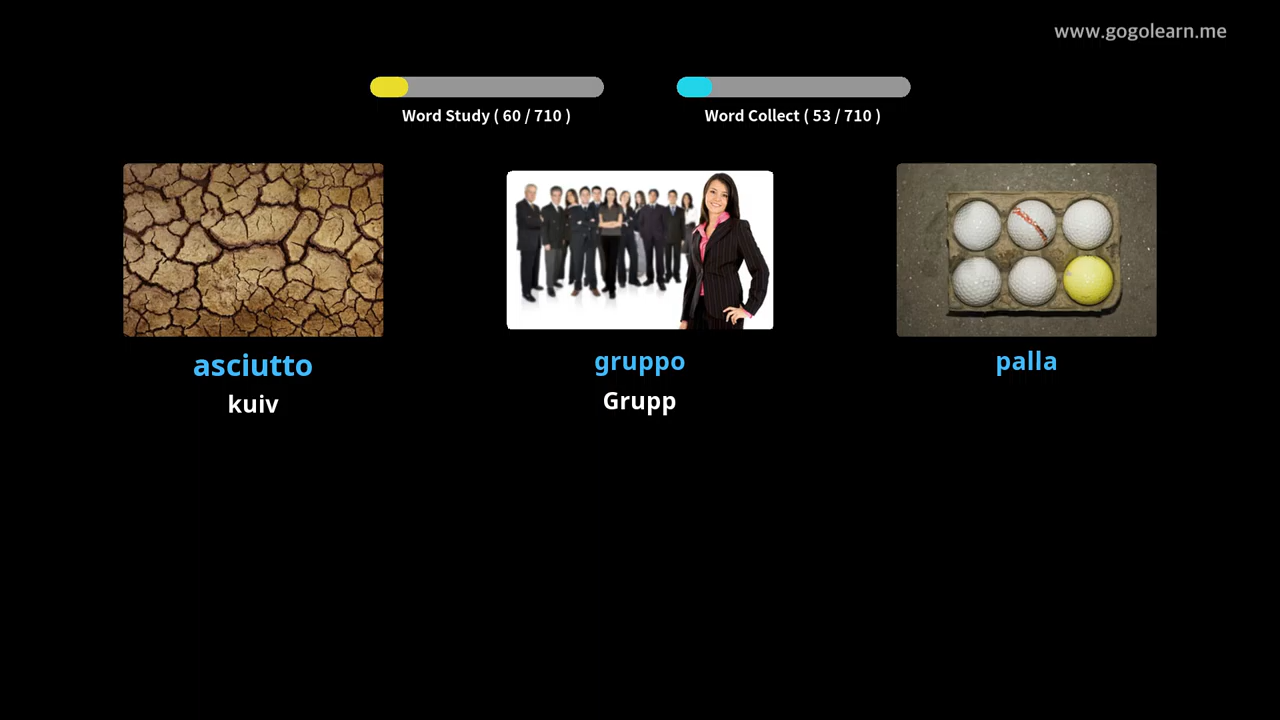 www.gogolearn.me
Word Study ( 60 / 710 )
Word Collect ( 53 / 710 )
asciutto
kuiv
gruppo
Grupp
palla